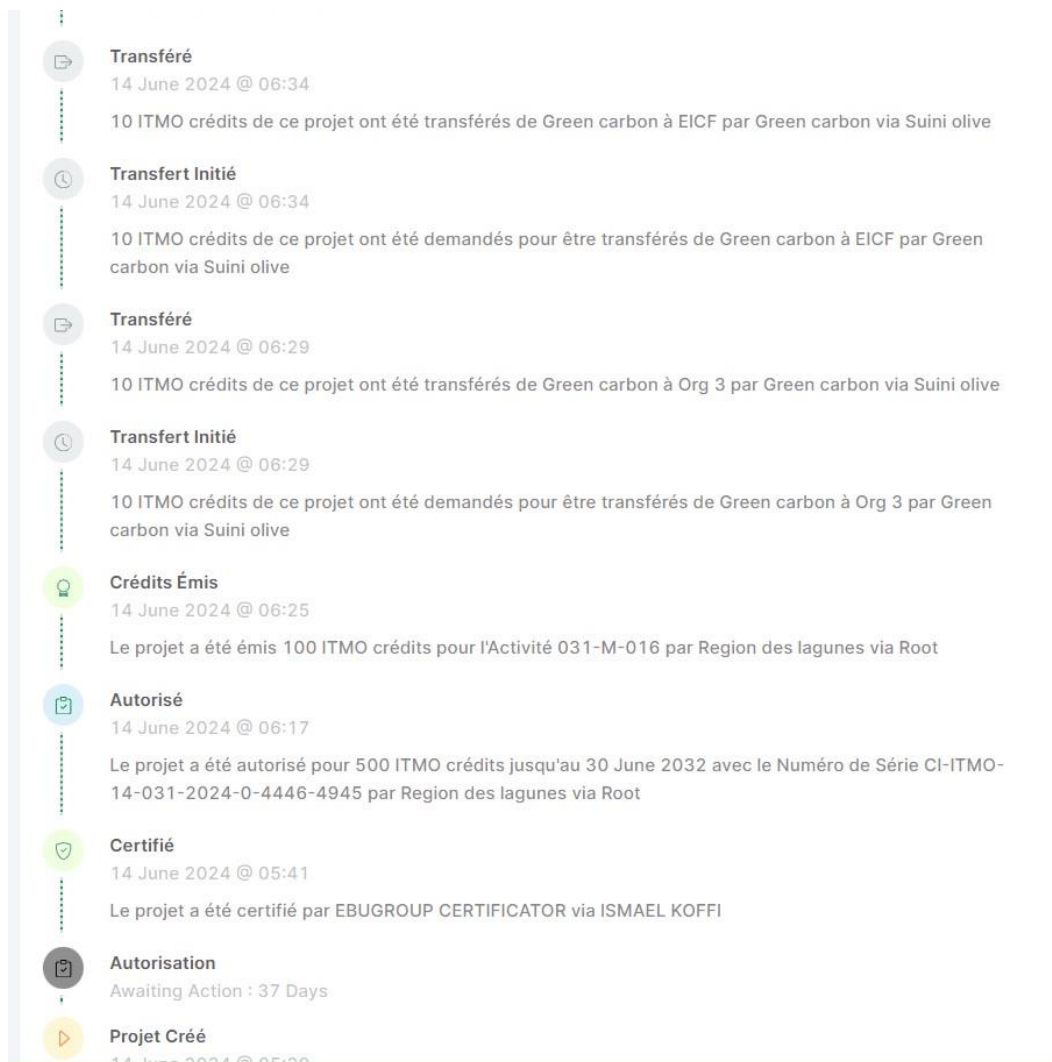 Transféré
14 June 2024 @ 06:34
10 ITMO crédits de ce projet ont été transférés de Green carbon à EICF par Green carbon via Suini olive
Transfert Initié
14 June 2024 @ 06:34
10 ITMO crédits de ce projet ont été demandés pour être transférés de Green carbon à EICF par Green
carbon via Suini olive
Transféré
14 June 2024 @ 06:29
10 ITMO crédits de ce projet ont été transférés de Green carbon à Org 3 par Green carbon via Suini olive
Transfert Initié
14 June 2024 @ 06:29
10 ITMO crédits de ce projet ont été demandés pour être transférés de Green carbon à Org 3 par Green
carbon via Suini olive
Crédits Émis
14 June 2024 @ 06:25
Le projet a été émis 100 ITMO crédits pour l'Activité 031-M-016 par Region des lagunes via Root
Autorisé
14 June 2024 @ 06:17
Le projet a été autorisé pour 500 ITMO crédits jusqu'au 30 June 2032 avec le Numéro de Série CI-ITMO-
14-031-2024-0-4446-4945 par Region des lagunes via Root
Certifié
14 June 2024 @ 05:41
Le projet a été certifié par EBUGROUP CERTIFICATOR via ISMAEL KOFFI
Autorisation
Awaiting Action : 37 Days
Projet Créé
14 June 2024 @